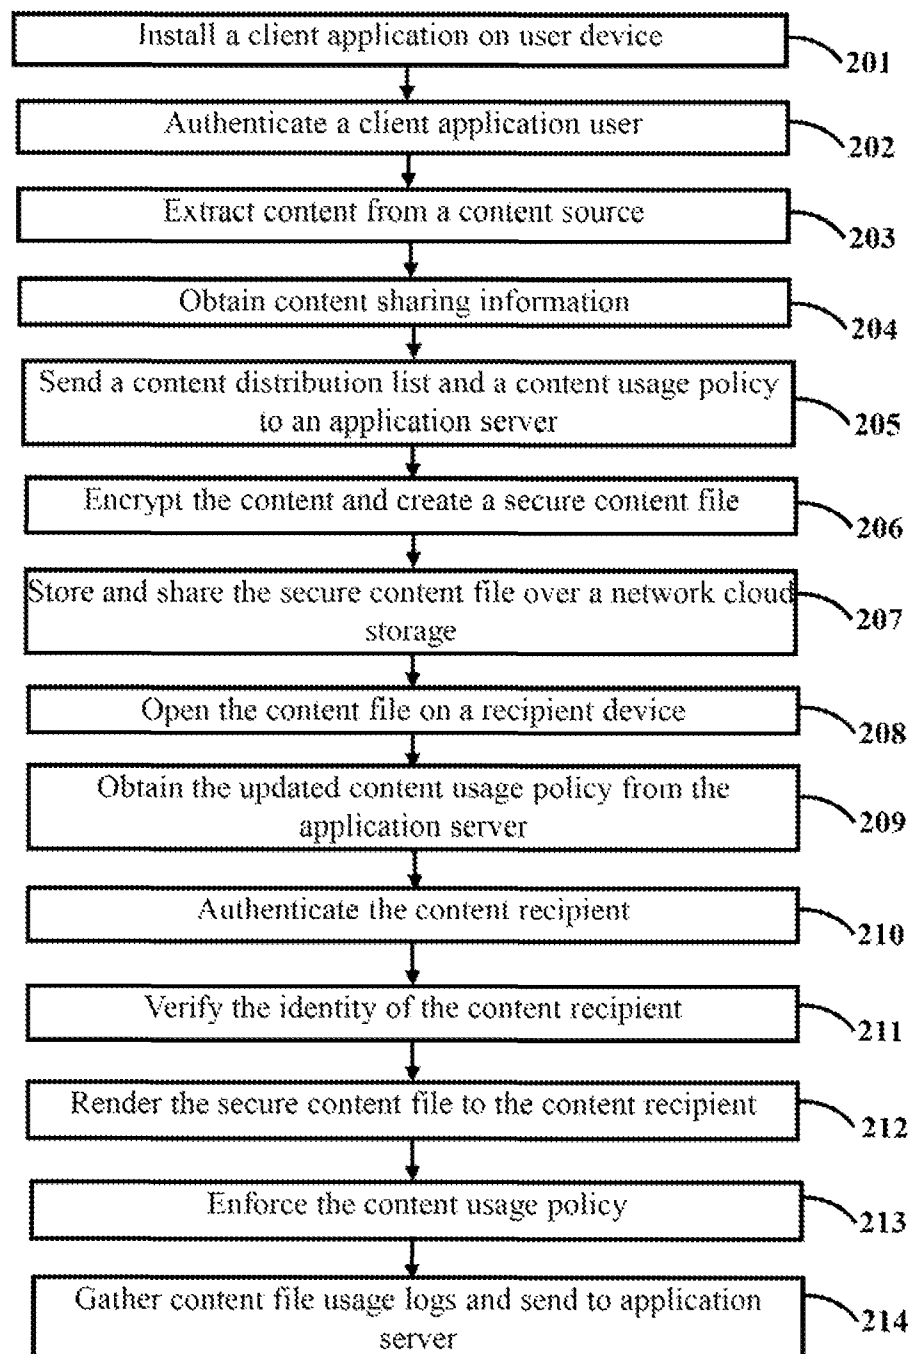 Install a client application on user device
201
Authenticate a client application user
202
Extract content from a content source
203
Obtain content sharing information
204
Send a content distribution list and a content usage policy
to an application server
205
Encrypt the content and create a secure content file
206
Store and share the secure content file over a network cloud
storage
207
Open the content file on a recipient device
208
Obtain the updated content usage policy from the
application server
209
Authenticate the content recipient
210
Verify the identity of the content recipient
211
Render the secure content file to the content recipient
212
Enforce the content usage policy
213
Gather content file usage logs and send to application
server
214